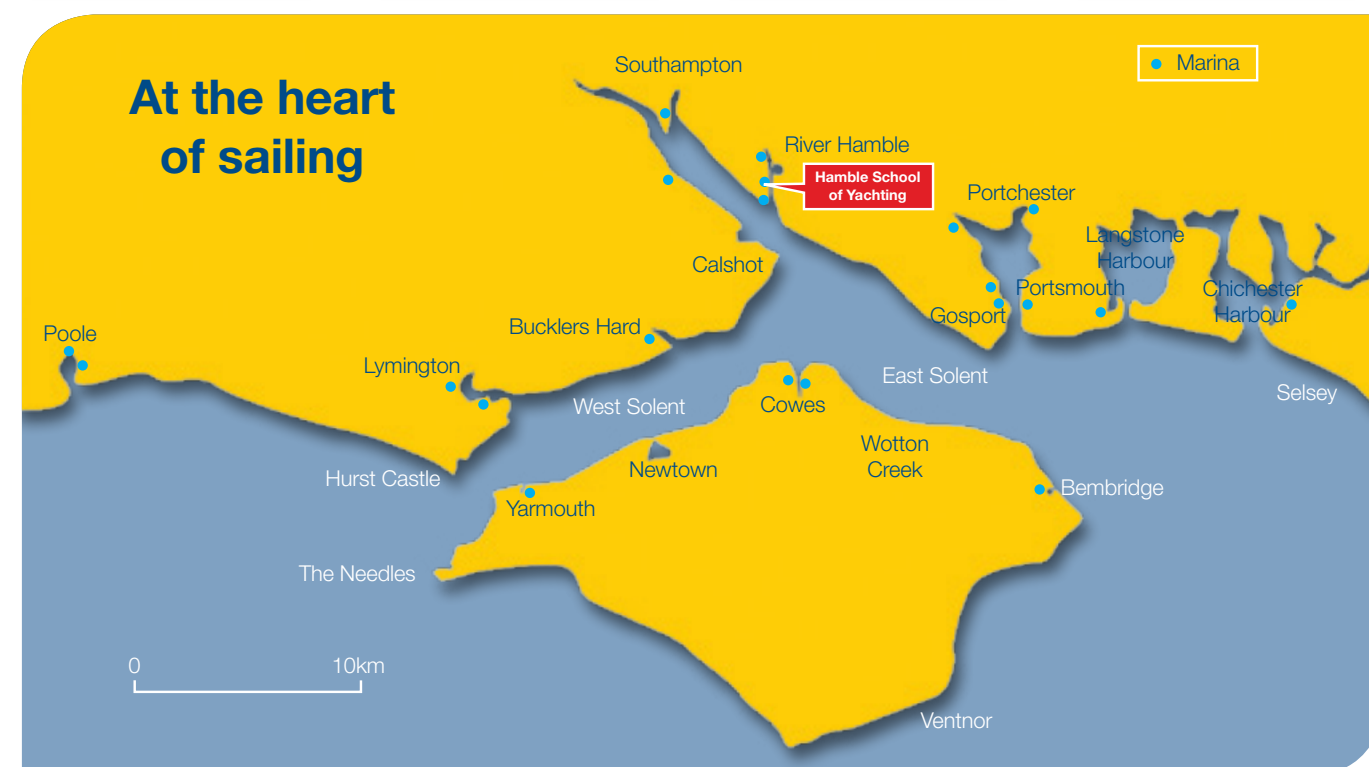 At the heart
of sailing
Southampton
Marina
River Hamble
Hamble School
of Yachting
Portchester
Langstone
Harbour
Calshot
Portsmouth
Chichester
Harbour
Gosport
Bucklers Hard
Poole
Lymington
East Solent
Selsey
West Solent
Cowes
Wotton
Creek
Newtown
Hurst Castle
Bembridge
Yarmouth
The Needles
0 10km
Ventnor